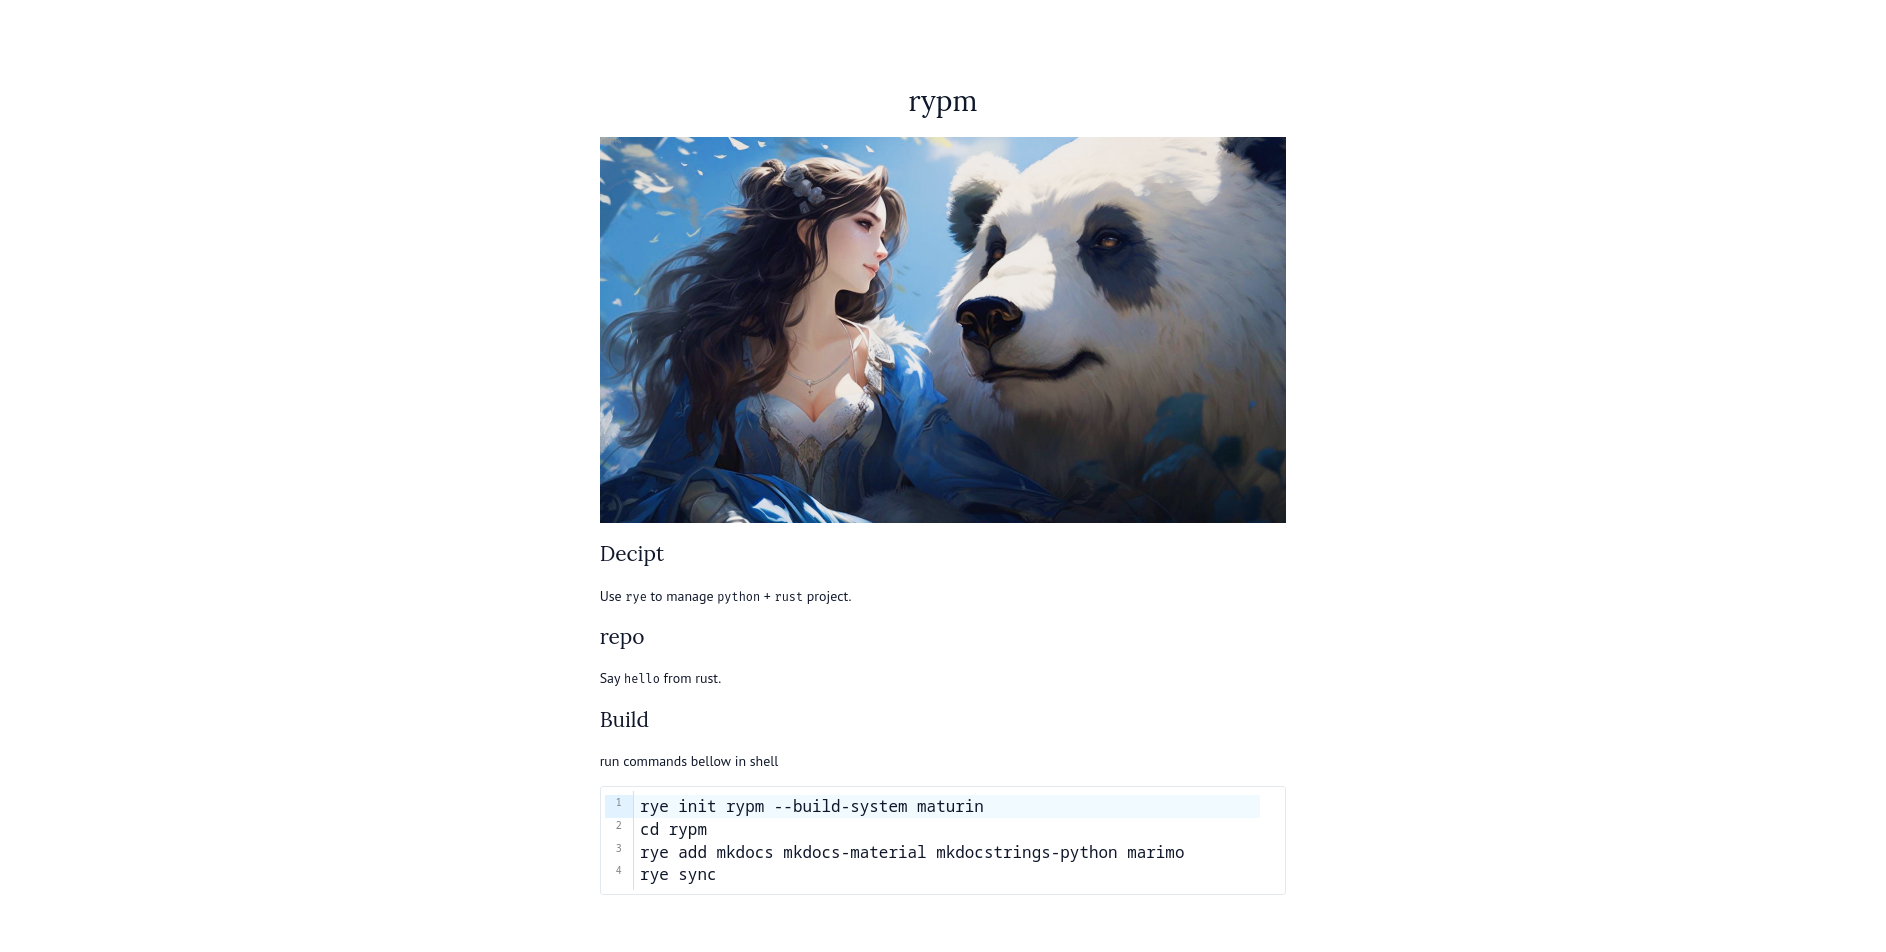 rypm
Decipt
Use rye to manage python + rust project.
repo
Say hello from rust.
Build
run commands bellow in shell
1 rye init rypm --build-system maturin
2 cd rypm
3 rye add mkdocs mkdocs-material mkdocstrings-python marimo
4 rye sync